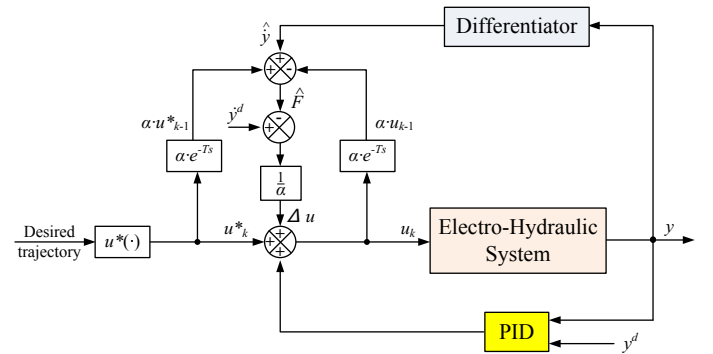 ŷ̇
Differentiator
+ + -
F̂
α·u*ₖ₋₁
ẏᵈ
+ -
α·uₖ₋₁
α·e⁻ᵀˢ
α·e⁻ᵀˢ
1/α
Desired
trajectory
u*(·)
u*ₖ
Δ u
+ + +
uₖ
Electro-Hydraulic
System
y
PID
yᵈ